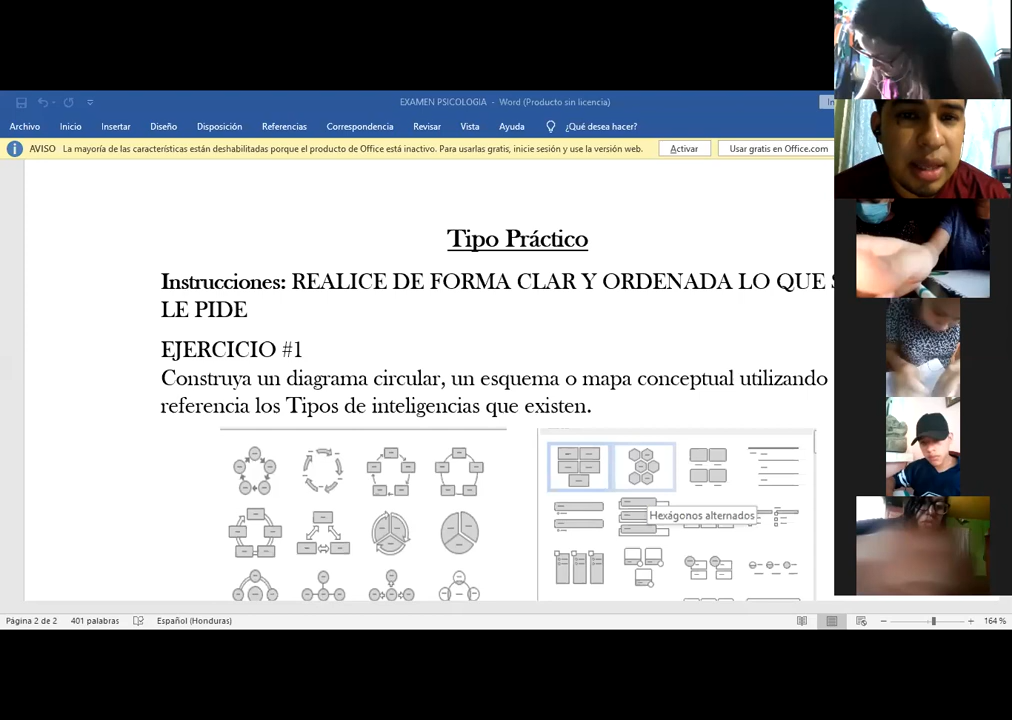 EXAMEN PSICOLOGIA - Word (Producto sin licencia)
In
Archivo Inicio Insertar Diseño Disposición Referencias Correspondencia Revisar Vista Ayuda ¿Qué desea hacer?
AVISO La mayoría de las características están deshabilitadas porque el producto de Office está inactivo. Para usarlas gratis, inicie sesión y use la versión web. Activar Usar gratis en Office.com
Tipo Práctico
Instrucciones: REALICE DE FORMA CLAR Y ORDENADA LO QUE S
LE PIDE
EJERCICIO #1
Construya un diagrama circular, un esquema o mapa conceptual utilizando
referencia los Tipos de inteligencias que existen.
Hexágonos alternados
Página 2 de 2 401 palabras Español (Honduras) 164 %